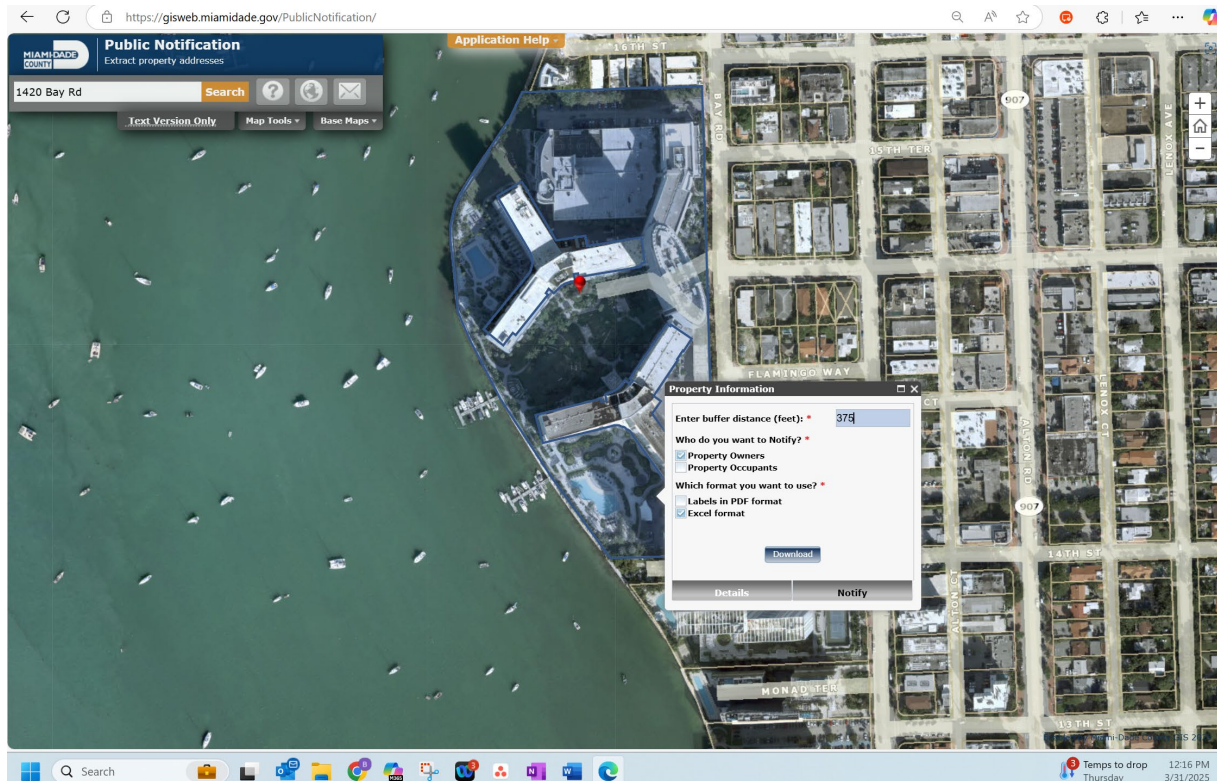 https://gisweb.miamidade.gov/PublicNotification/
MIAMI-DADE
COUNTY
Public Notification
Extract property addresses
Application Help
1420 Bay Rd
Search
?
Text Version Only
Map Tools
Base Maps
16TH ST
BAY RD
907
15TH TER
LENOX AVE
+
−
FLAMINGO WAY
CT
LENOX CT
ALTON RD
Property Information
Enter buffer distance (feet): *
375
Who do you want to Notify? *
Property Owners
Property Occupants
Which format you want to use? *
Labels in PDF format
Excel format
Download
Details
Notify
907
14TH ST
ALTON CT
MONAD TER
13TH ST
Search
M365
3
3
Temps to drop
Thursday
12:16 PM
3/31/2025